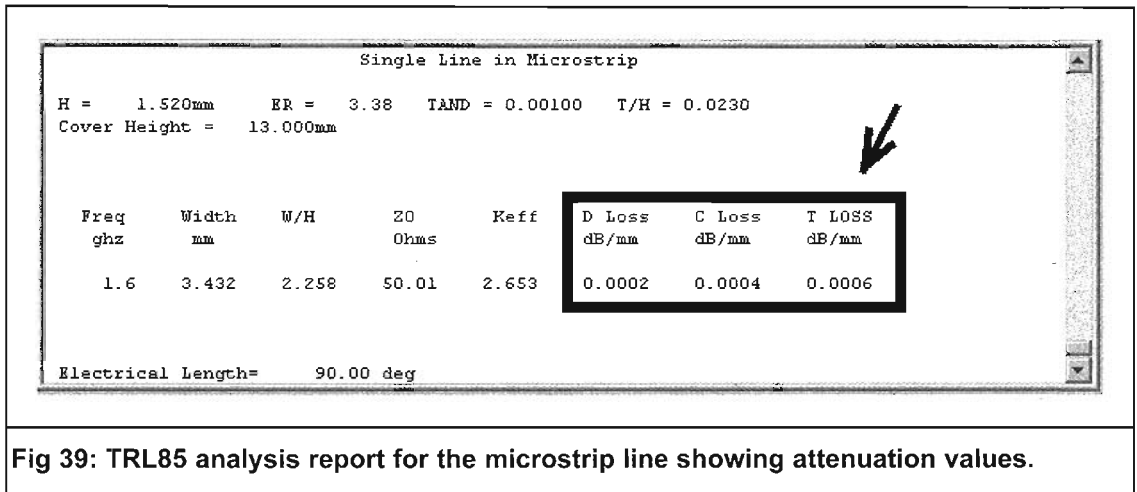 Single Line in Microstrip
H = 1.520mm ER = 3.38 TAND = 0.00100 T/H = 0.0230
Cover Height = 13.000mm
Freq Width W/H Z0 Keff D Loss C Loss T LOSS
ghz mm Ohms dB/mm dB/mm dB/mm
1.6 3.432 2.258 50.01 2.653 0.0002 0.0004 0.0006
Electrical Length= 90.00 deg
Fig 39: TRL85 analysis report for the microstrip line showing attenuation values.